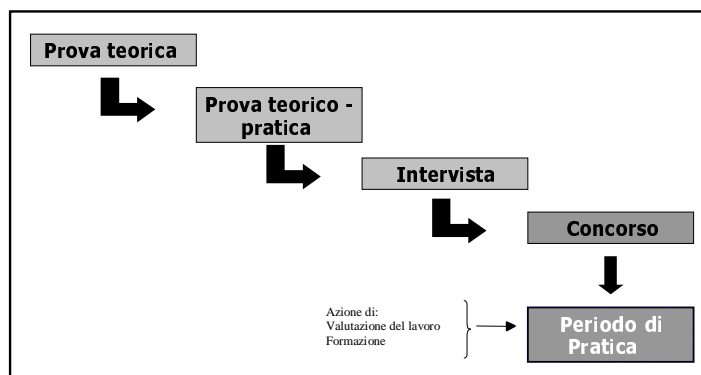 Prova teorica
Prova teorico -
pratica
Intervista
Concorso
Azione di:
Valutazione del lavoro
Formazione
Periodo di
Pratica